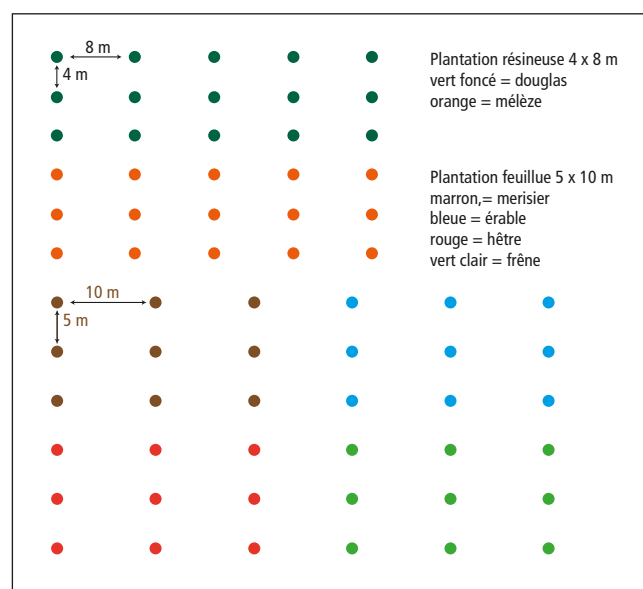 8 m
4 m
Plantation résineuse 4 x 8 m
vert foncé = douglas
orange = mélèze
Plantation feuillue 5 x 10 m
marron,= merisier
bleue = érable
rouge = hêtre
vert clair = frêne
10 m
5 m